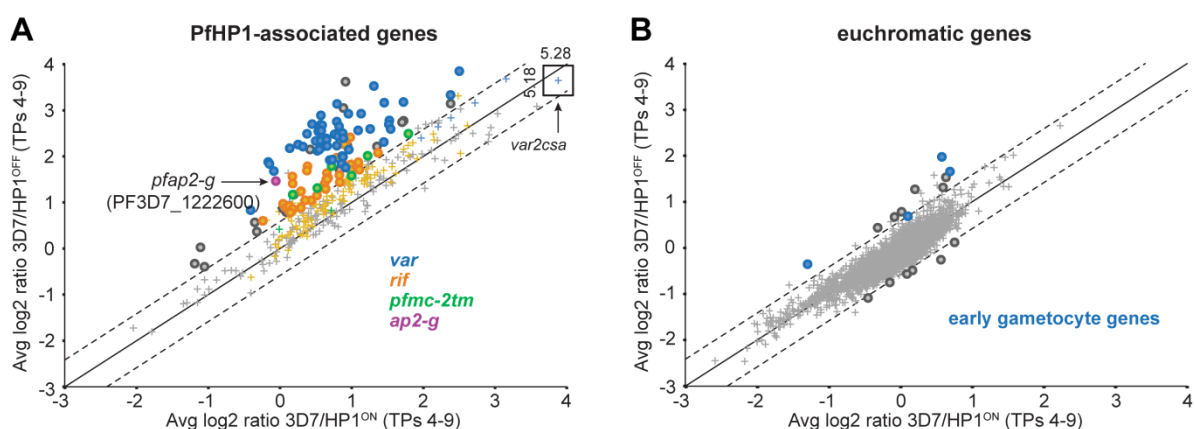 A
PfHP1-associated genes
5.28
5.18
var2csa
pfap2-g
(PF3D7_1222600)
var
rif
pfmc-2tm
ap2-g
4
3
2
1
0
-1
-2
-3
Avg log2 ratio 3D7/HP1ᴼᶠᶠ (TPs 4-9)
-3
-2
-1
0
1
2
3
4
Avg log2 ratio 3D7/HP1ᴼᴺ (TPs 4-9)
B
euchromatic genes
early gametocyte genes
4
3
2
1
0
-1
-2
-3
Avg log2 ratio 3D7/HP1ᴼᶠᶠ (TPs 4-9)
-3
-2
-1
0
1
2
3
4
Avg log2 ratio 3D7/HP1ᴼᴺ (TPs 4-9)